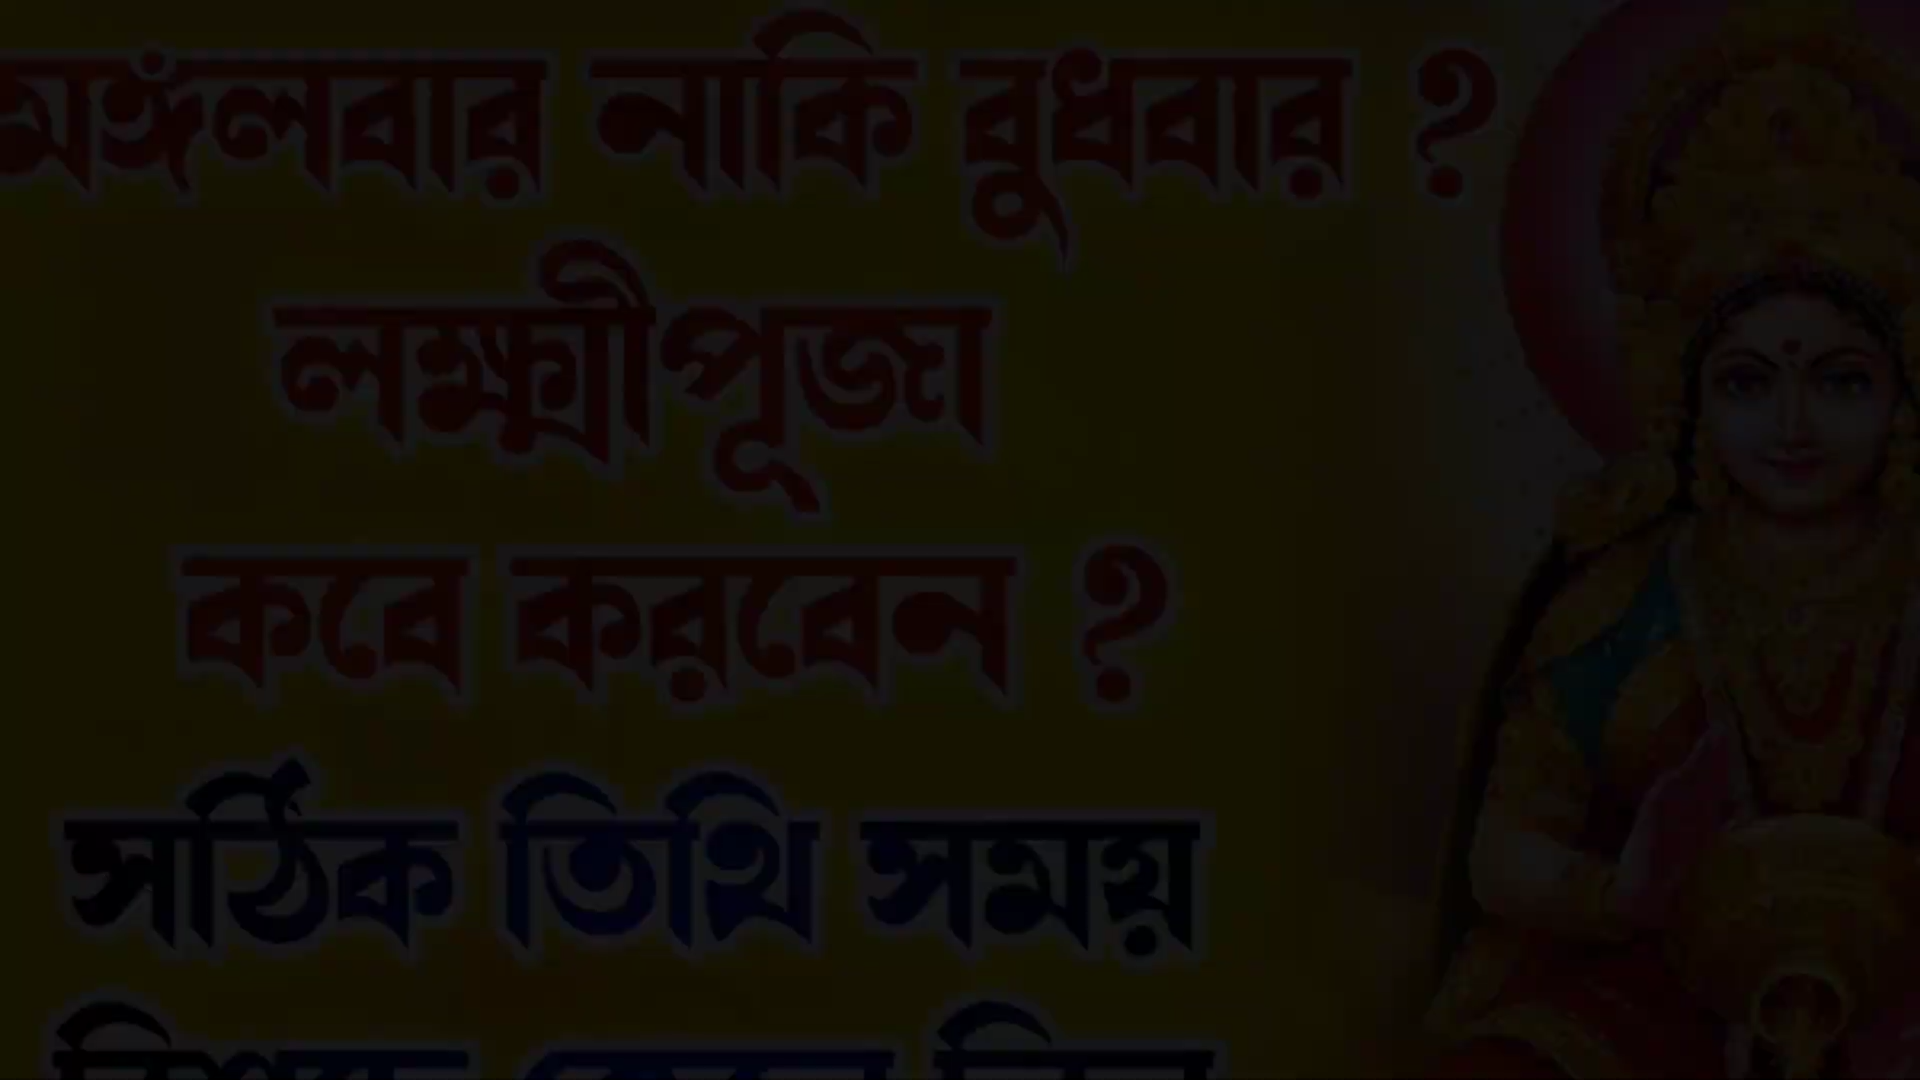 মঙ্গলবার নাকি বুধবার ?
লক্ষ্মীপূজা
কবে করবেন ?
সঠিক তিথি সময়